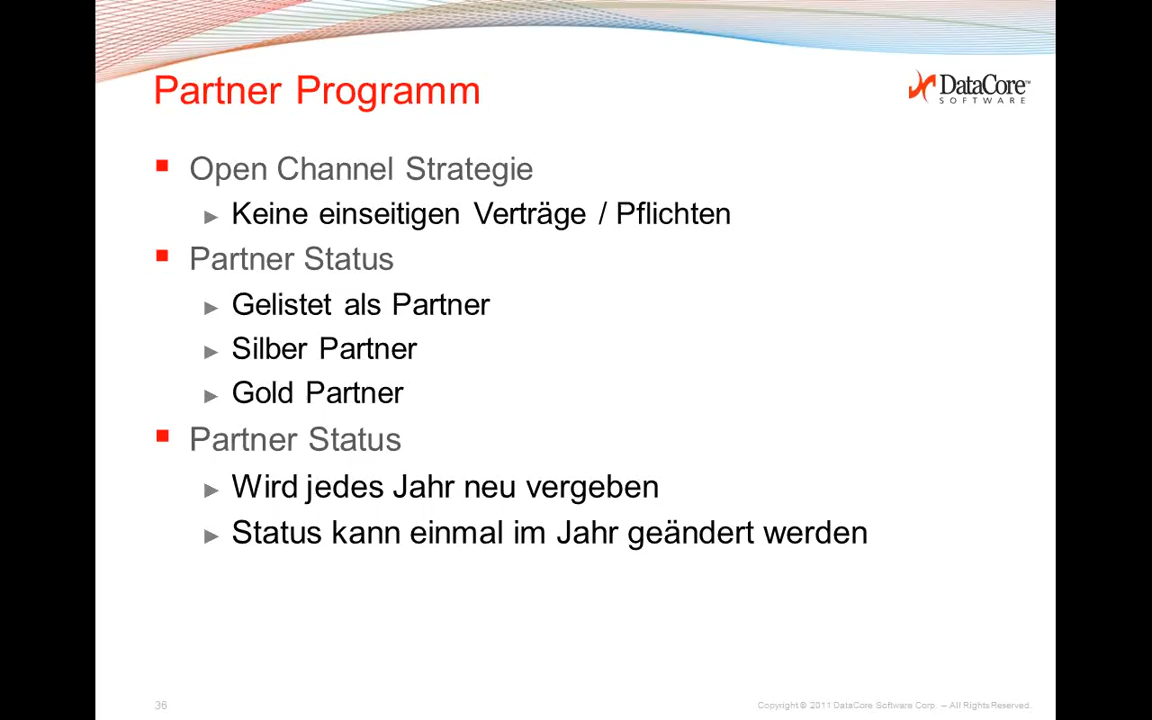 Partner Programm
DataCore™
SOFTWARE
Open Channel Strategie
Keine einseitigen Verträge / Pflichten
Partner Status
Gelistet als Partner
Silber Partner
Gold Partner
Partner Status
Wird jedes Jahr neu vergeben
Status kann einmal im Jahr geändert werden
36
Copyright © 2011 DataCore Software Corp. – All Rights Reserved.